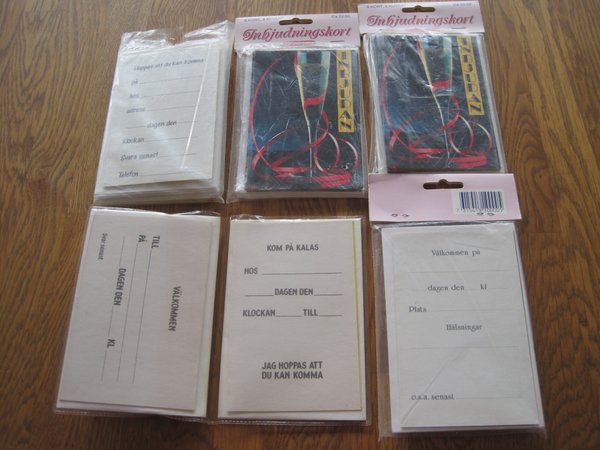 Hoppas att du kan komma
på
hos
adress
dagen den
klockan
Svara senast
Telefon
Inbjudningskort
INBJUDAN
Inbjudningskort
INBJUDAN
TILL VÄLKOMMEN
PÅ
DAGEN DEN KL
Svar senast
KOM PÅ KALAS
HOS
DAGEN DEN
KLOCKAN TILL
JAG HOPPAS ATT
DU KAN KOMMA
Välkommen på
dagen den kl
Plats
Hälsningar
o.s.a. senast